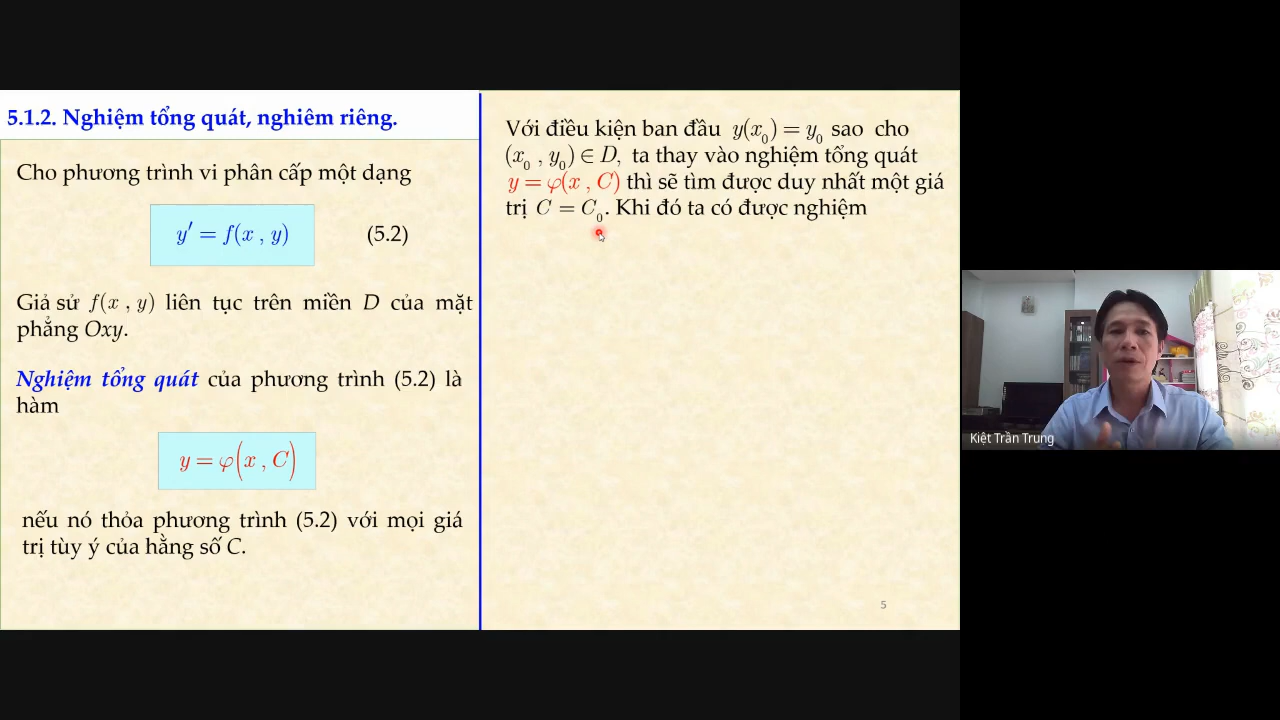 5.1.2. Nghiệm tổng quát, nghiêm riêng.
Cho phương trình vi phân cấp một dạng
y′ = f(x , y) (5.2)
Giả sử f(x , y) liên tục trên miền D của mặt
phẳng Oxy.
Nghiệm tổng quát của phương trình (5.2) là
hàm
y = φ(x , C)
nếu nó thỏa phương trình (5.2) với mọi giá
trị tùy ý của hằng số C.
Với điều kiện ban đầu y(x₀) = y₀ sao cho
(x₀ , y₀) ∈ D, ta thay vào nghiệm tổng quát
y = φ(x , C) thì sẽ tìm được duy nhất một giá
trị C = C₀. Khi đó ta có được nghiệm
5
Kiệt Trần Trung